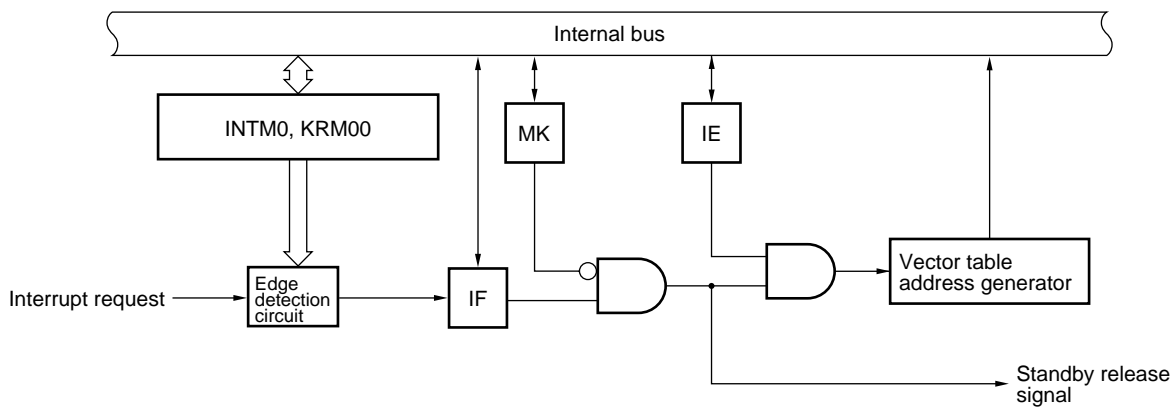 Internal bus
INTM0, KRM00
MK
IE
Interrupt request
Edge
detection
circuit
IF
Vector table
address generator
Standby release
signal